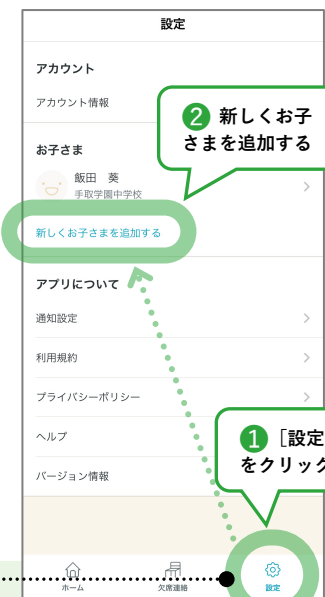 設定
アカウント
アカウント情報
❷ 新しくお子
さまを追加する
お子さま
飯田 葵
手取学園中学校
新しくお子さまを追加する
アプリについて
通知設定
利用規約
プライバシーポリシー
ヘルプ
❶［設定
をクリック
バージョン情報
ホーム
欠席連絡
設定